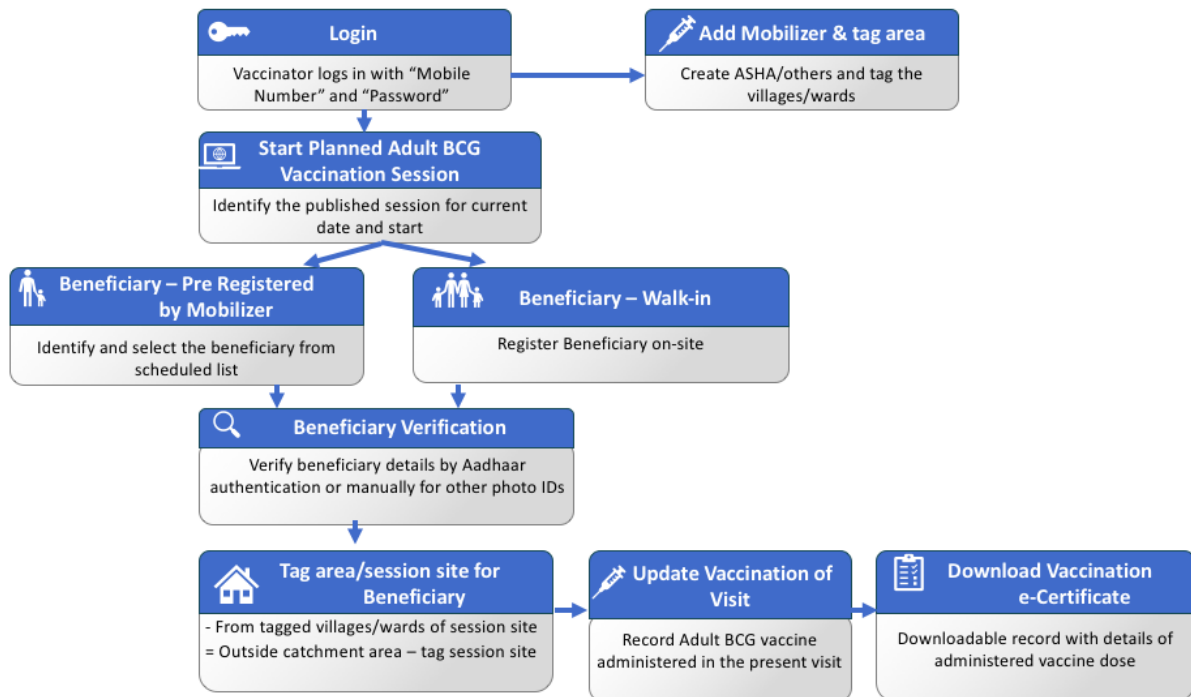 Login
Vaccinator logs in with “Mobile
Number” and “Password”
Add Mobilizer & tag area
Create ASHA/others and tag the
villages/wards
Start Planned Adult BCG
Vaccination Session
Identify the published session for current
date and start
Beneficiary – Pre Registered
by Mobilizer
Identify and select the beneficiary from
scheduled list
Beneficiary – Walk-in
Register Beneficiary on-site
Beneficiary Verification
Verify beneficiary details by Aadhaar
authentication or manually for other photo IDs
Tag area/session site for
Beneficiary
- From tagged villages/wards of session site
= Outside catchment area – tag session site
Update Vaccination of
Visit
Record Adult BCG vaccine
administered in the present visit
Download Vaccination
e-Certificate
Downloadable record with details of
administered vaccine dose